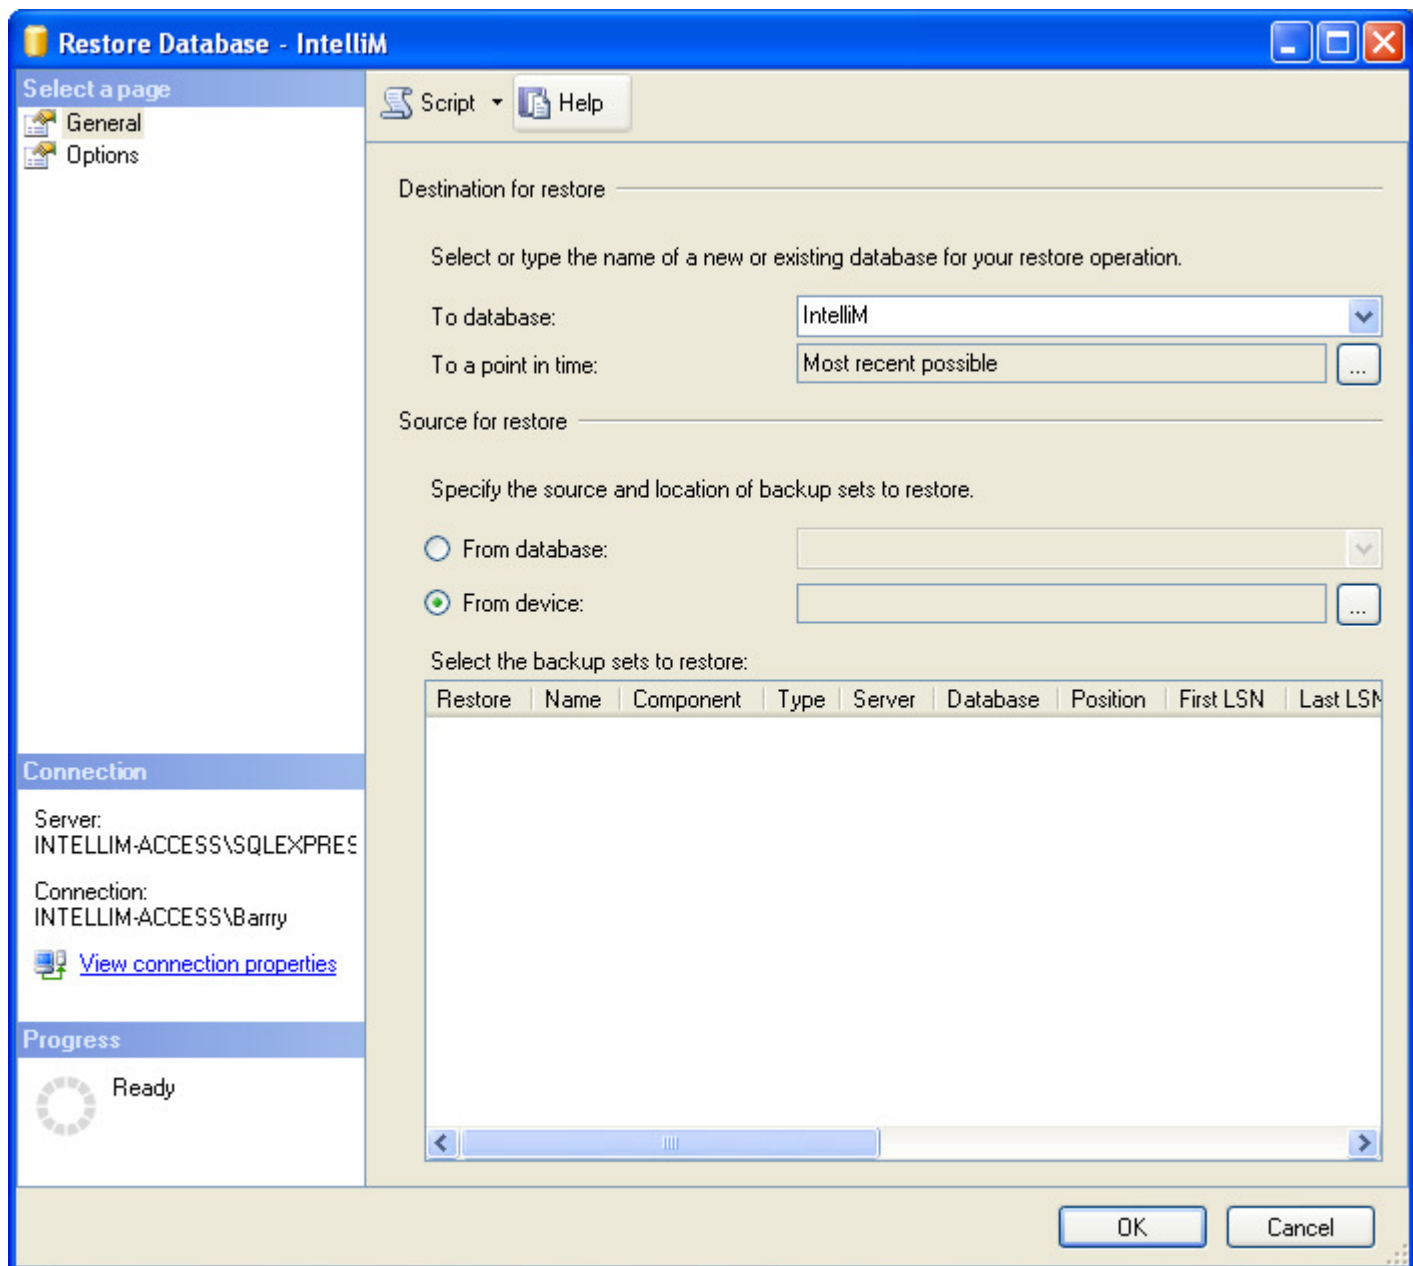 Restore Database - IntelliM
Select a page
General
Options
Script
Help
Destination for restore
Select or type the name of a new or existing database for your restore operation.
To database:
IntelliM
To a point in time:
Most recent possible
...
Source for restore
Specify the source and location of backup sets to restore.
From database:
From device:
...
Select the backup sets to restore:
Restore Name Component Type Server Database Position First LSN Last LSN
Connection
Server:
INTELLIM-ACCESS\SQLEXPRES
Connection:
INTELLIM-ACCESS\Barrry
View connection properties
Progress
Ready
OK
Cancel